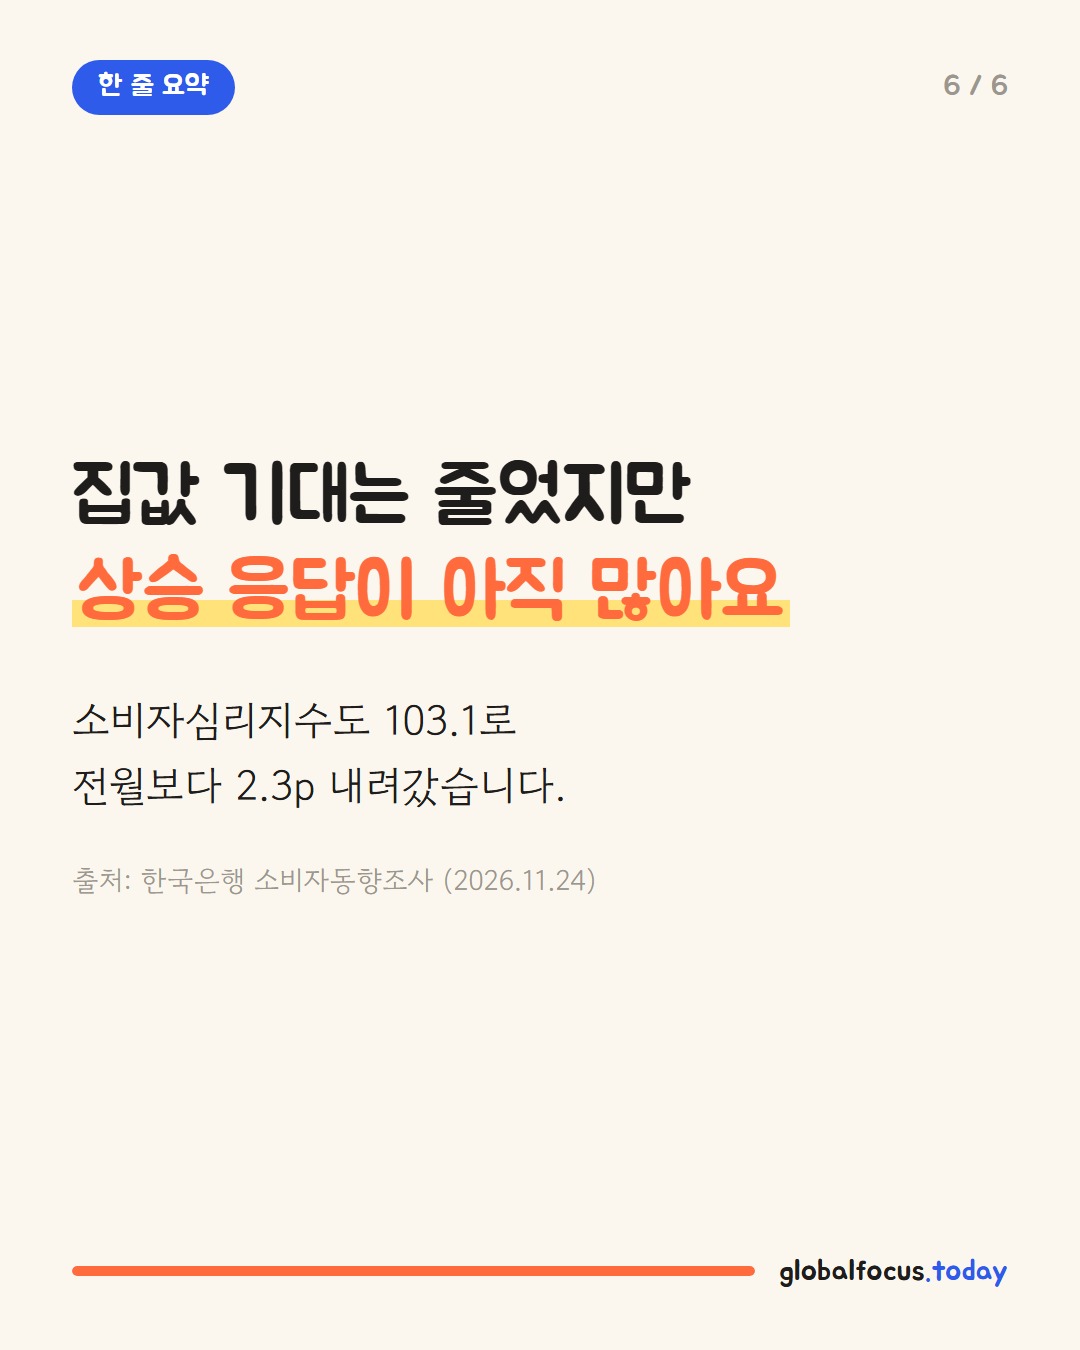 한 줄 요약
6 / 6
집값 기대는 줄었지만
상승 응답이 아직 많아요
소비자심리지수도 103.1로
전월보다 2.3p 내려갔습니다.
출처: 한국은행 소비자동향조사 (2026.11.24)
globalfocus.today